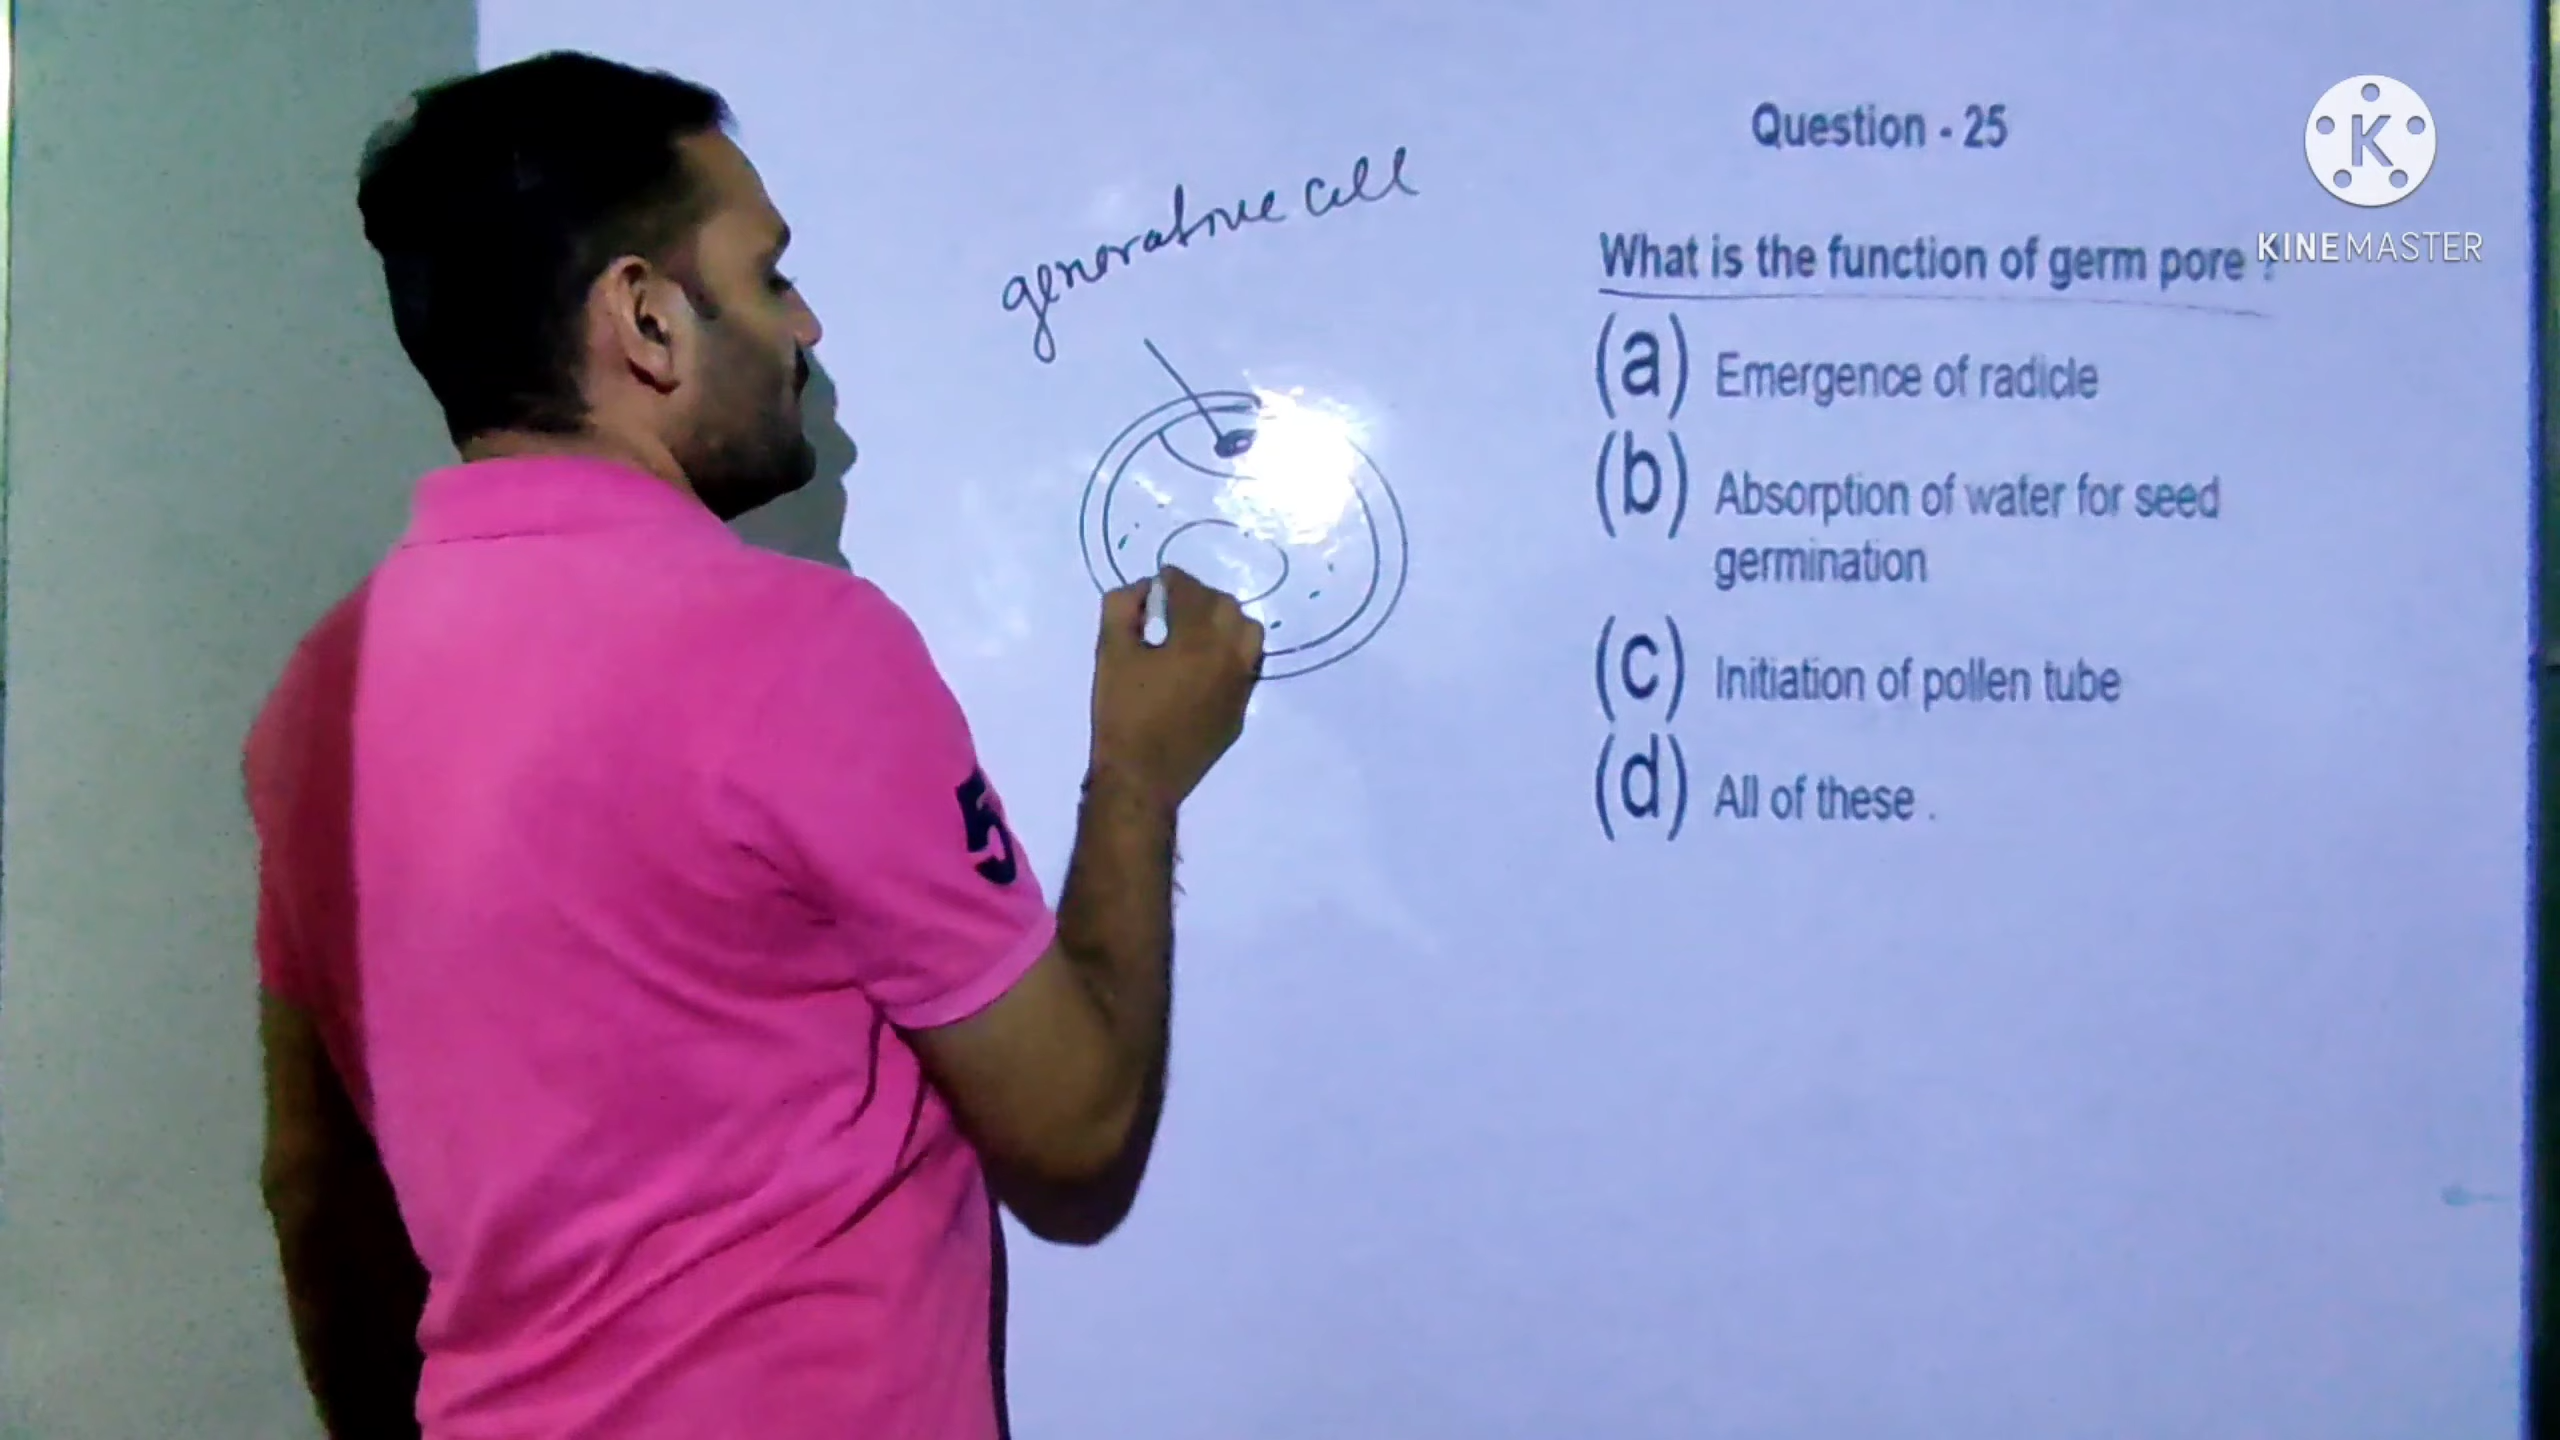 generative cell
Question - 25
What is the function of germ pore ?
(a) Emergence of radicle
(b) Absorption of water for seed
germination
(c) Initiation of pollen tube
(d) All of these .
5
K
KINEMASTER